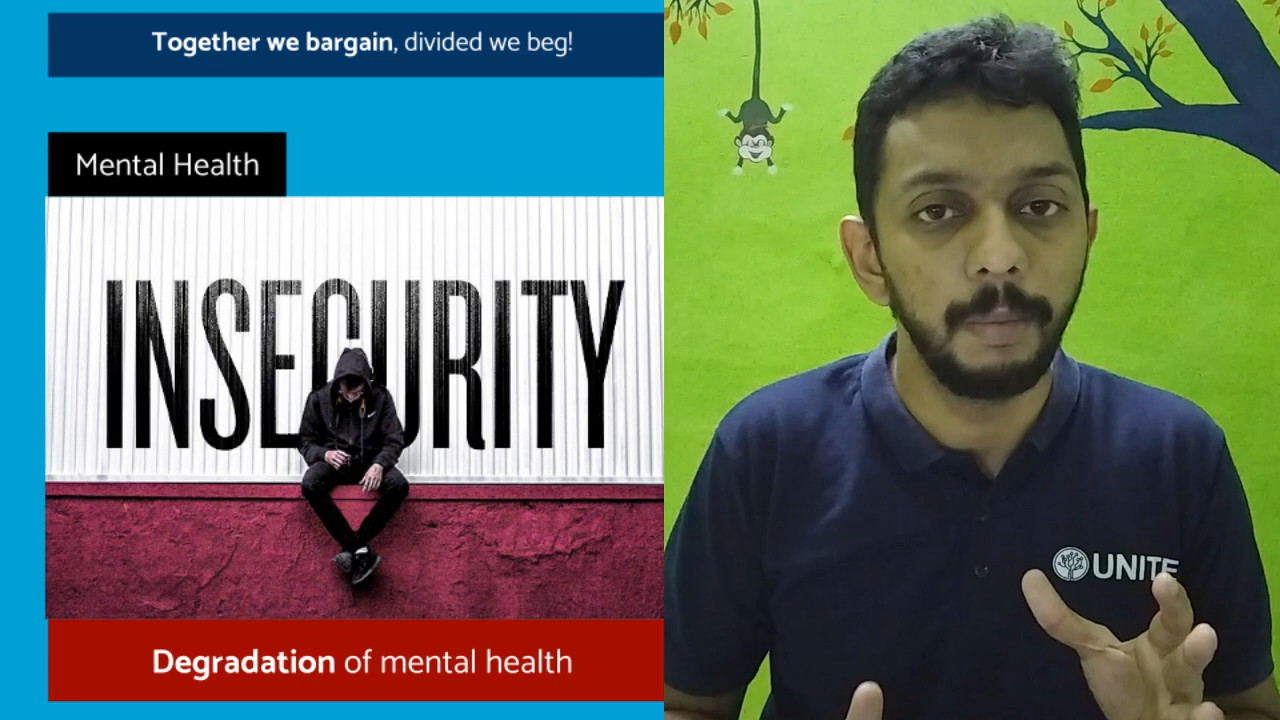 Together we bargain, divided we beg!
Mental Health
INSECURITY
Degradation of mental health
UNITE